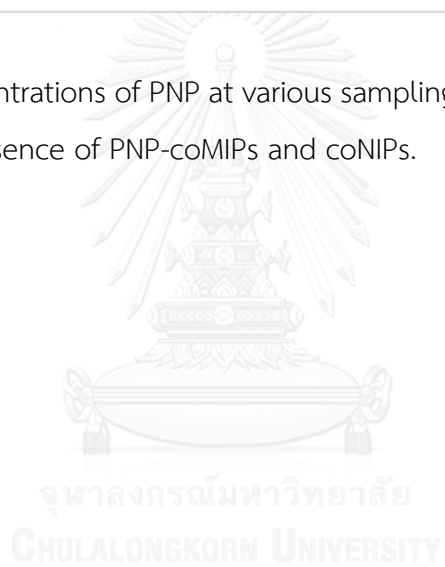 ntrations of PNP at various sampling
sence of PNP-coMIPs and coNIPs.
จุฬาลงกรณ์มหาวิทยาลัย
CHULALONGKORN UNIVERSITY